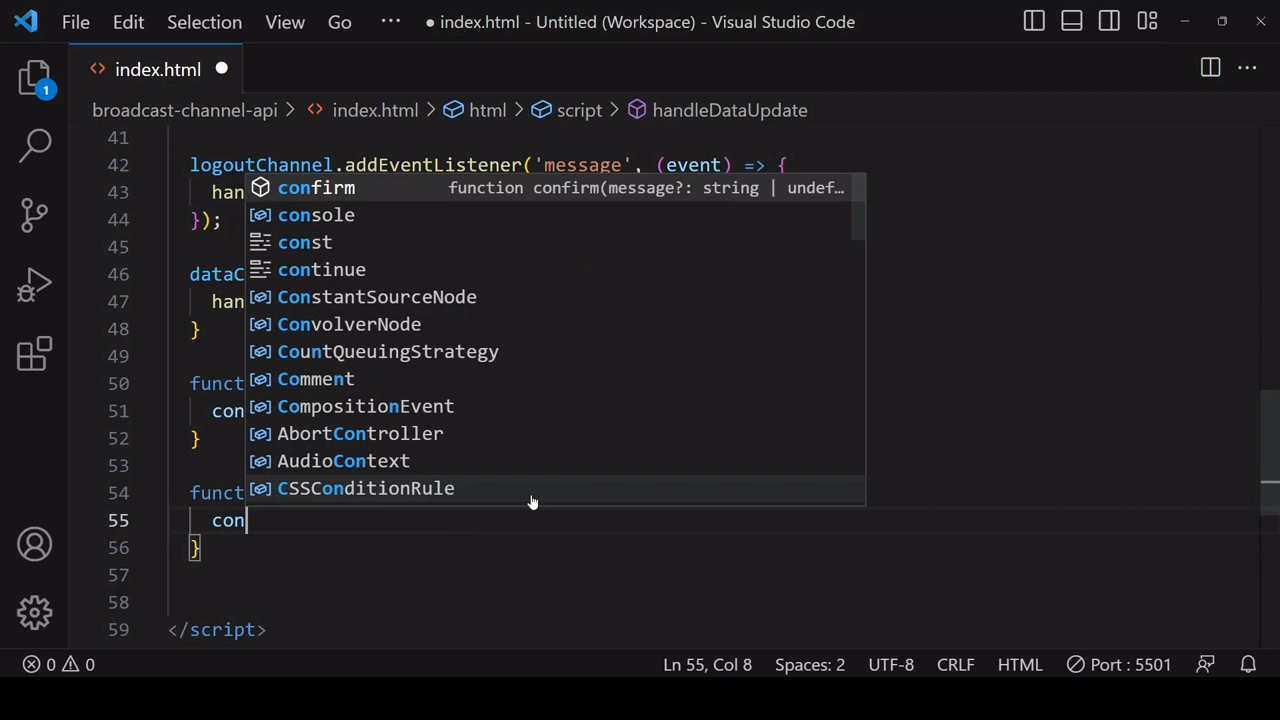 File Edit Selection View Go ··· ● index.html - Untitled (Workspace) - Visual Studio Code
index.html
1
broadcast-channel-api > index.html > html > script > handleDataUpdate
41
42 logoutChannel.addEventListener('message', (event) => {
43 han
44 });
45
46 dataC
47 han
48 }
49
50 funct
51 con
52 }
53
54 funct
55 con
56 }
57
58
59 </script>
confirm function confirm(message?: string | undef…
console
const
continue
ConstantSourceNode
ConvolverNode
CountQueuingStrategy
Comment
CompositionEvent
AbortController
AudioContext
CSSConditionRule
0 0 Ln 55, Col 8 Spaces: 2 UTF-8 CRLF HTML Port : 5501